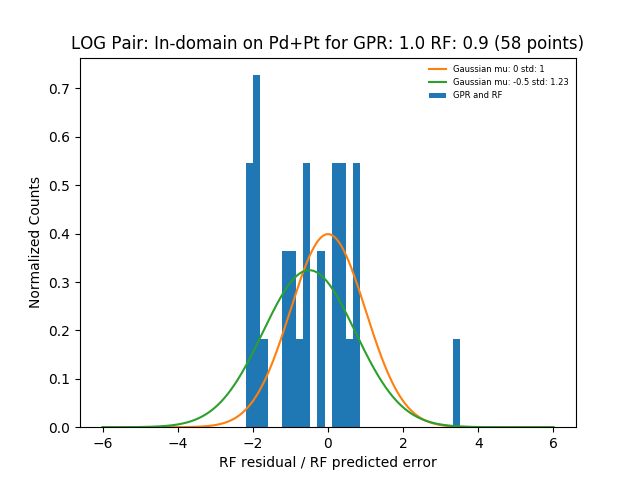 LOG Pair: In-domain on Pd+Pt for GPR: 1.0 RF: 0.9 (58 points)
Gaussian mu: 0 std: 1
Gaussian mu: -0.5 std: 1.23
GPR and RF
Normalized Counts
0.7
0.6
0.5
0.4
0.3
0.2
0.1
0.0
−6 −4 −2 0 2 4 6
RF residual / RF predicted error